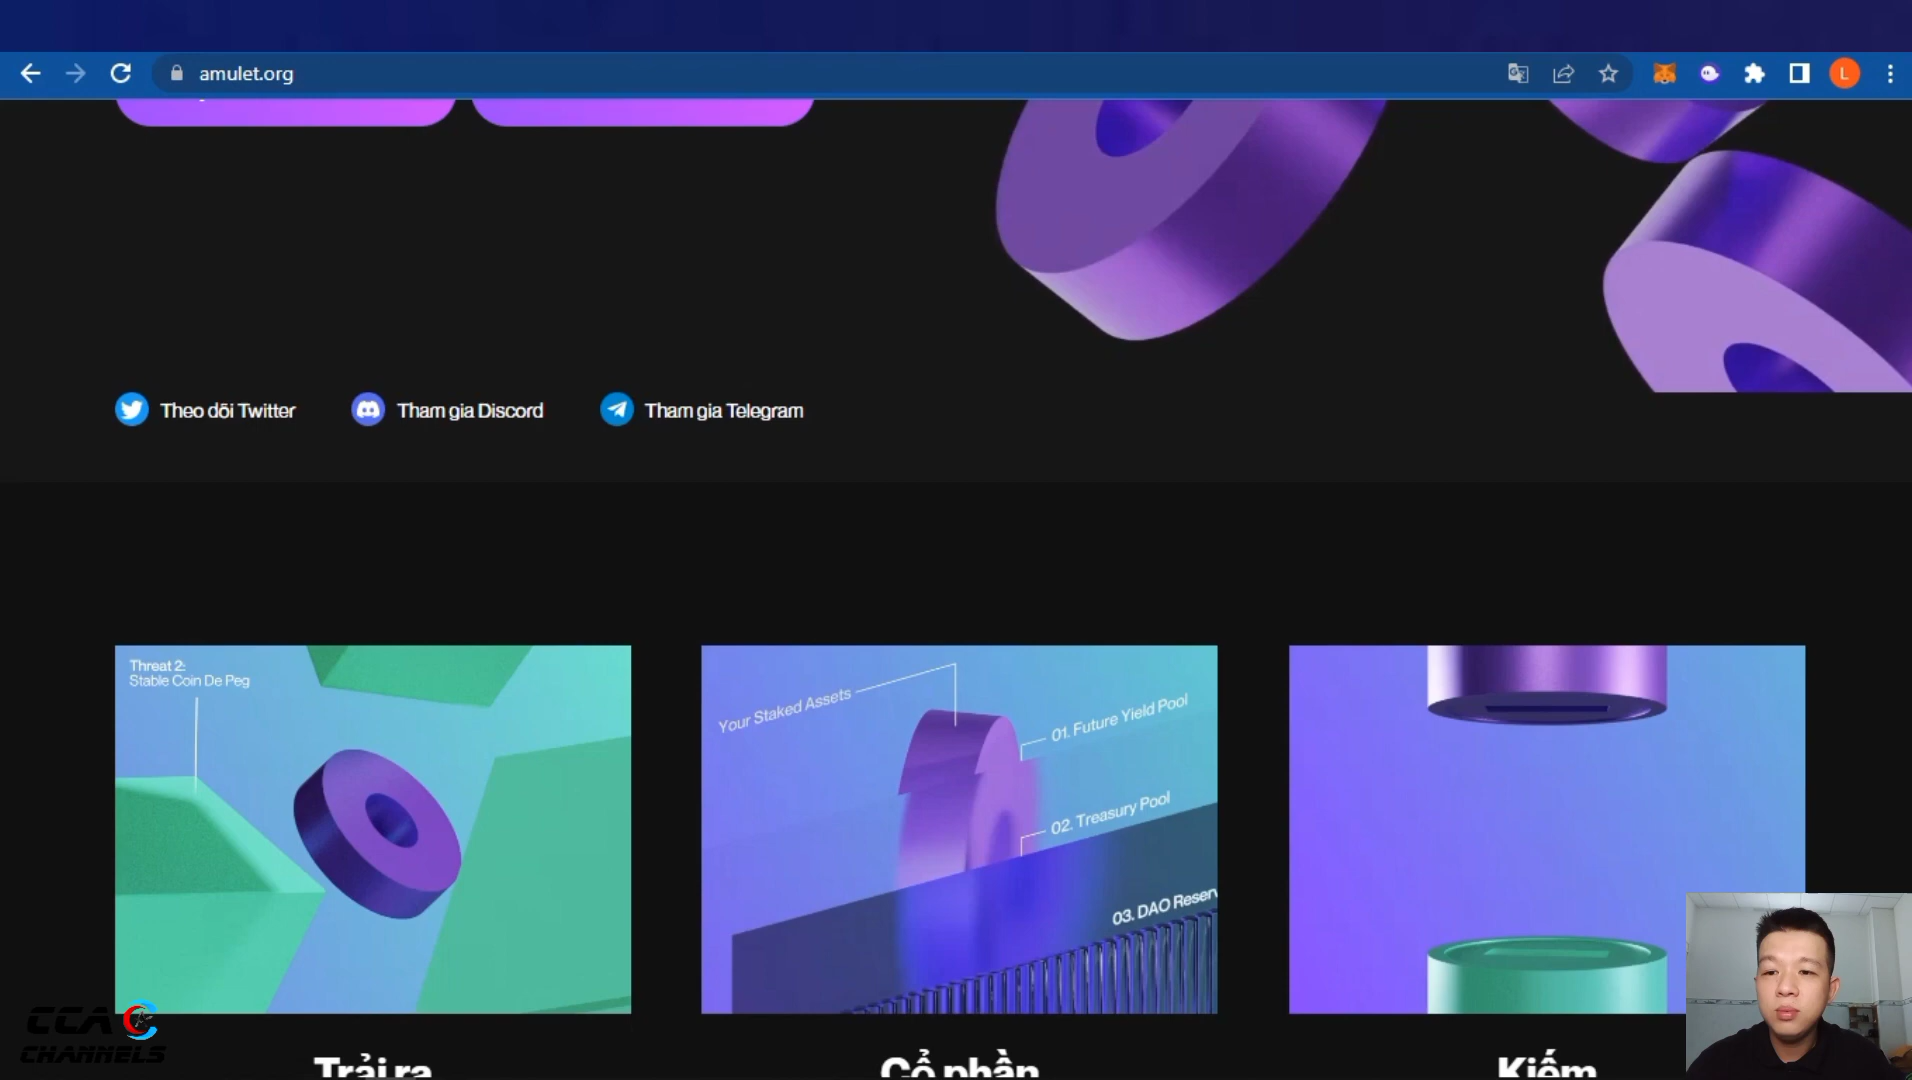 amulet.org
L
Theo dõi Twitter
Tham gia Discord
Tham gia Telegram
Threat 2:
Stable Coin De Peg
Your Staked Assets
01. Future Yield Pool
02. Treasury Pool
03. DAO Reserv
CCA
CHANNELS
Trải ra
Cổ phần
Kiếm